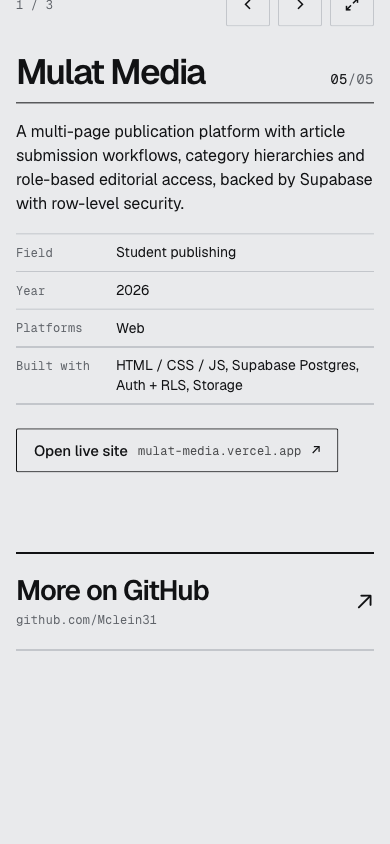 1 / 3
Mulat Media
05/05
A multi-page publication platform with article
submission workflows, category hierarchies and
role-based editorial access, backed by Supabase
with row-level security.
Field Student publishing
Year 2026
Platforms Web
Built with HTML / CSS / JS, Supabase Postgres,
Auth + RLS, Storage
Open live site mulat-media.vercel.app ↗
More on GitHub ↗
github.com/Mclein31